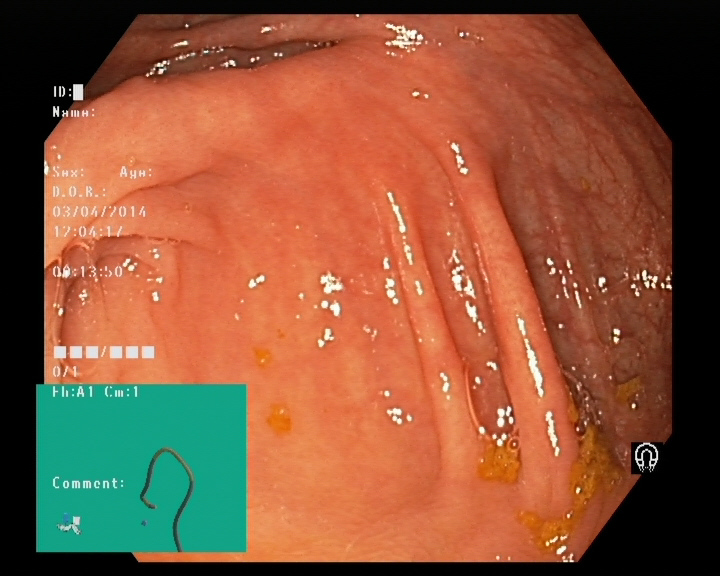 ID:
Name:
Sex: Age:
D.O.B.:
03/04/2014
12:04:17
00:13:50
/
0/1
Eh:A1 Cm:1
Comment: